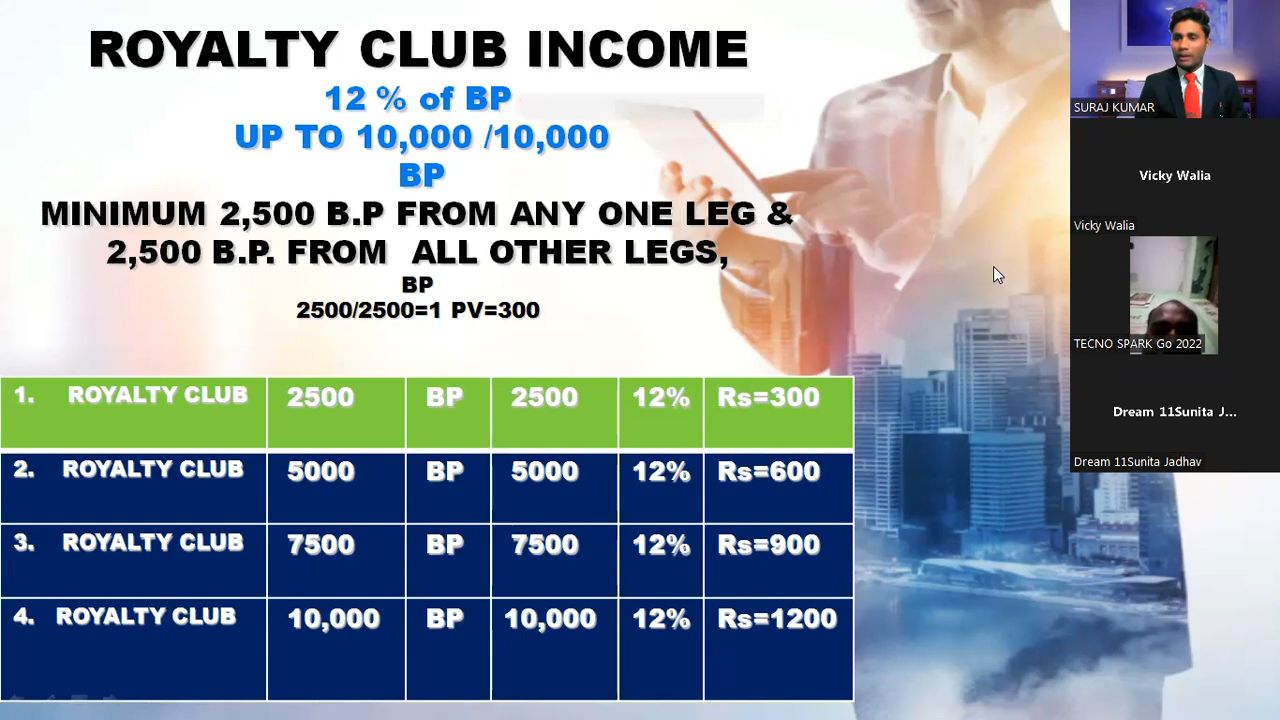 ROYALTY CLUB INCOME
12 % of BP
UP TO 10,000 /10,000
BP
MINIMUM 2,500 B.P FROM ANY ONE LEG &
2,500 B.P. FROM ALL OTHER LEGS,
BP
2500/2500=1 PV=300
1. ROYALTY CLUB 2500 BP 2500 12% Rs=300
2. ROYALTY CLUB 5000 BP 5000 12% Rs=600
3. ROYALTY CLUB 7500 BP 7500 12% Rs=900
4. ROYALTY CLUB 10,000 BP 10,000 12% Rs=1200
SURAJ KUMAR
Vicky Walia
Vicky Walia
TECNO SPARK Go 2022
Dream 11Sunita J...
Dream 11Sunita Jadhav